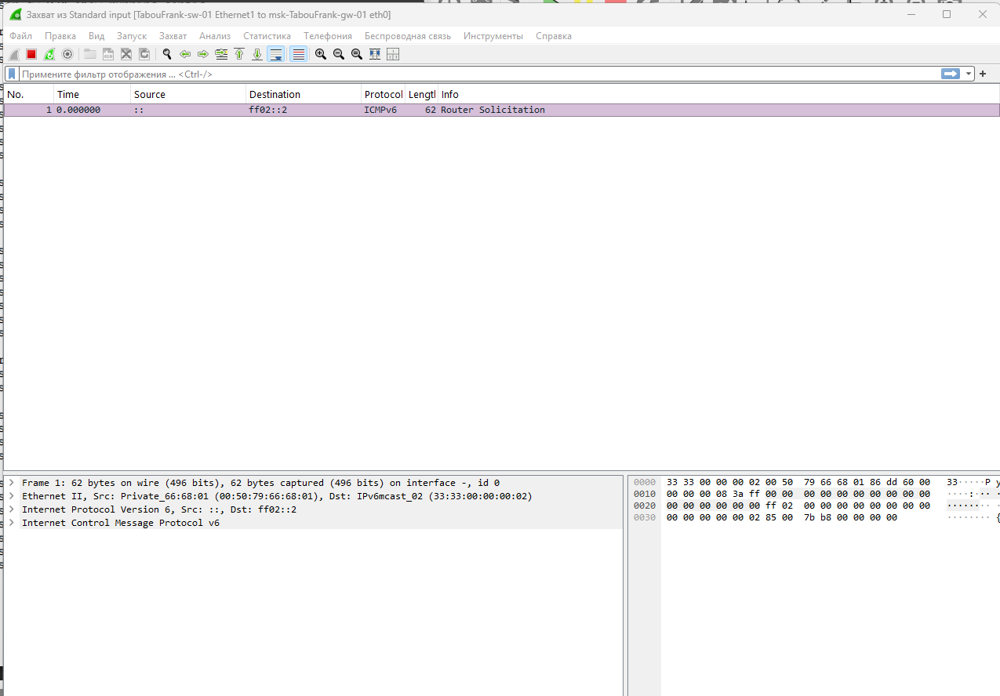 Захват из Standard input [TabouFrank-sw-01 Ethernet1 to msk-TabouFrank-gw-01 eth0]
Файл Правка Вид Запуск Захват Анализ Статистика Телефония Беспроводная связь Инструменты Справка
Примените фильтр отображения ... <Ctrl-/>
No. Time Source Destination Protocol Lengtl Info
1 0.000000 :: ff02::2 ICMPv6 62 Router Solicitation
Frame 1: 62 bytes on wire (496 bits), 62 bytes captured (496 bits) on interface -, id 0
Ethernet II, Src: Private_66:68:01 (00:50:79:66:68:01), Dst: IPv6mcast_02 (33:33:00:00:00:02)
Internet Protocol Version 6, Src: ::, Dst: ff02::2
Internet Control Message Protocol v6
0000 33 33 00 00 00 02 00 50 79 66 68 01 86 dd 60 00 33·····P y
0010 00 00 00 08 3a ff 00 00 00 00 00 00 00 00 00 00 ····:··· ·
0020 00 00 00 00 00 00 ff 02 00 00 00 00 00 00 00 00 ········ ·
0030 00 00 00 00 00 02 85 00 7b b8 00 00 00 00 ········ {